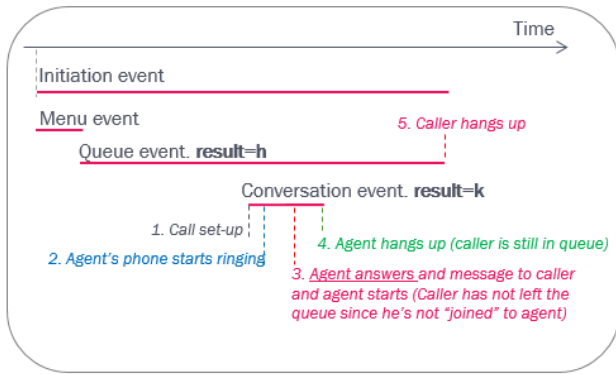 Time
Initiation event
Menu event
5. Caller hangs up
Queue event. result=h
Conversation event. result=k
1. Call set-up
4. Agent hangs up (caller is still in queue)
2. Agent's phone starts ringing
3. Agent answers and message to caller
and agent starts (Caller has not left the
queue since he's not “joined” to agent)